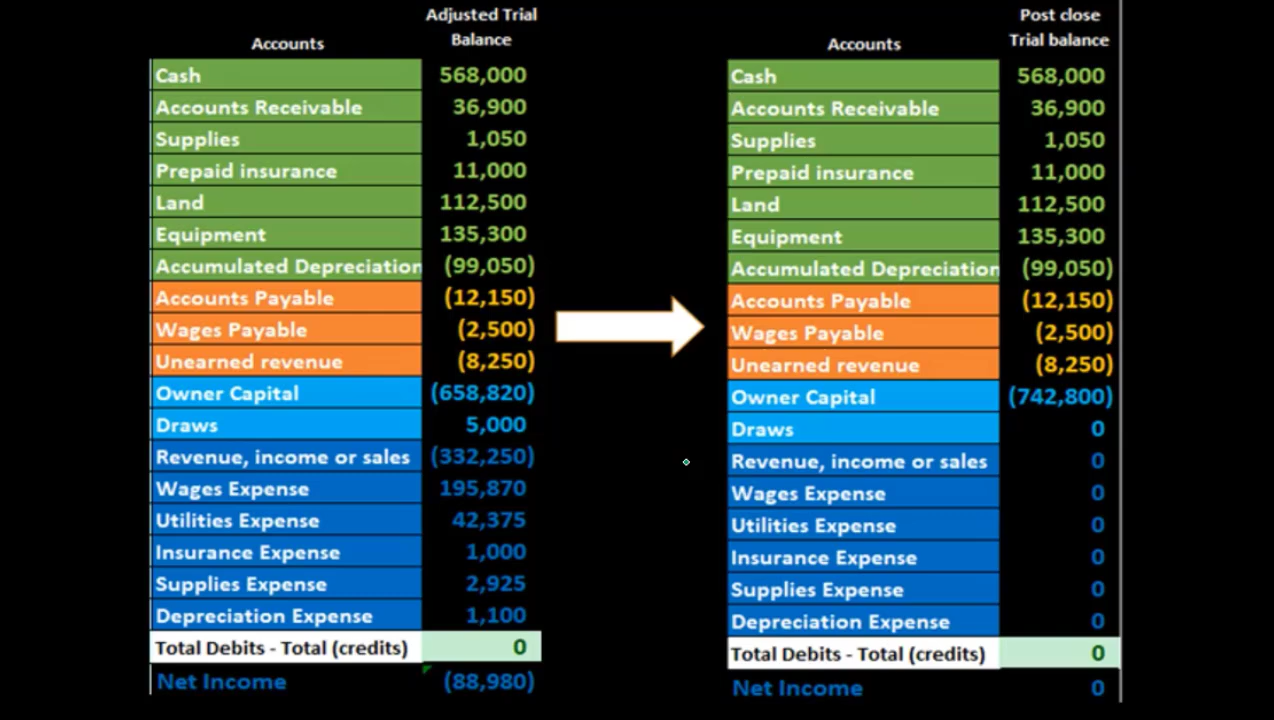 Adjusted Trial
Balance
Accounts
Cash 568,000
Accounts Receivable 36,900
Supplies 1,050
Prepaid insurance 11,000
Land 112,500
Equipment 135,300
Accumulated Depreciation (99,050)
Accounts Payable (12,150)
Wages Payable (2,500)
Unearned revenue (8,250)
Owner Capital (658,820)
Draws 5,000
Revenue, income or sales (332,250)
Wages Expense 195,870
Utilities Expense 42,375
Insurance Expense 1,000
Supplies Expense 2,925
Depreciation Expense 1,100
Total Debits - Total (credits) 0
Net Income (88,980)
Post close
Trial balance
Accounts
Cash 568,000
Accounts Receivable 36,900
Supplies 1,050
Prepaid insurance 11,000
Land 112,500
Equipment 135,300
Accumulated Depreciation (99,050)
Accounts Payable (12,150)
Wages Payable (2,500)
Unearned revenue (8,250)
Owner Capital (742,800)
Draws 0
Revenue, income or sales 0
Wages Expense 0
Utilities Expense 0
Insurance Expense 0
Supplies Expense 0
Depreciation Expense 0
Total Debits - Total (credits) 0
Net Income 0